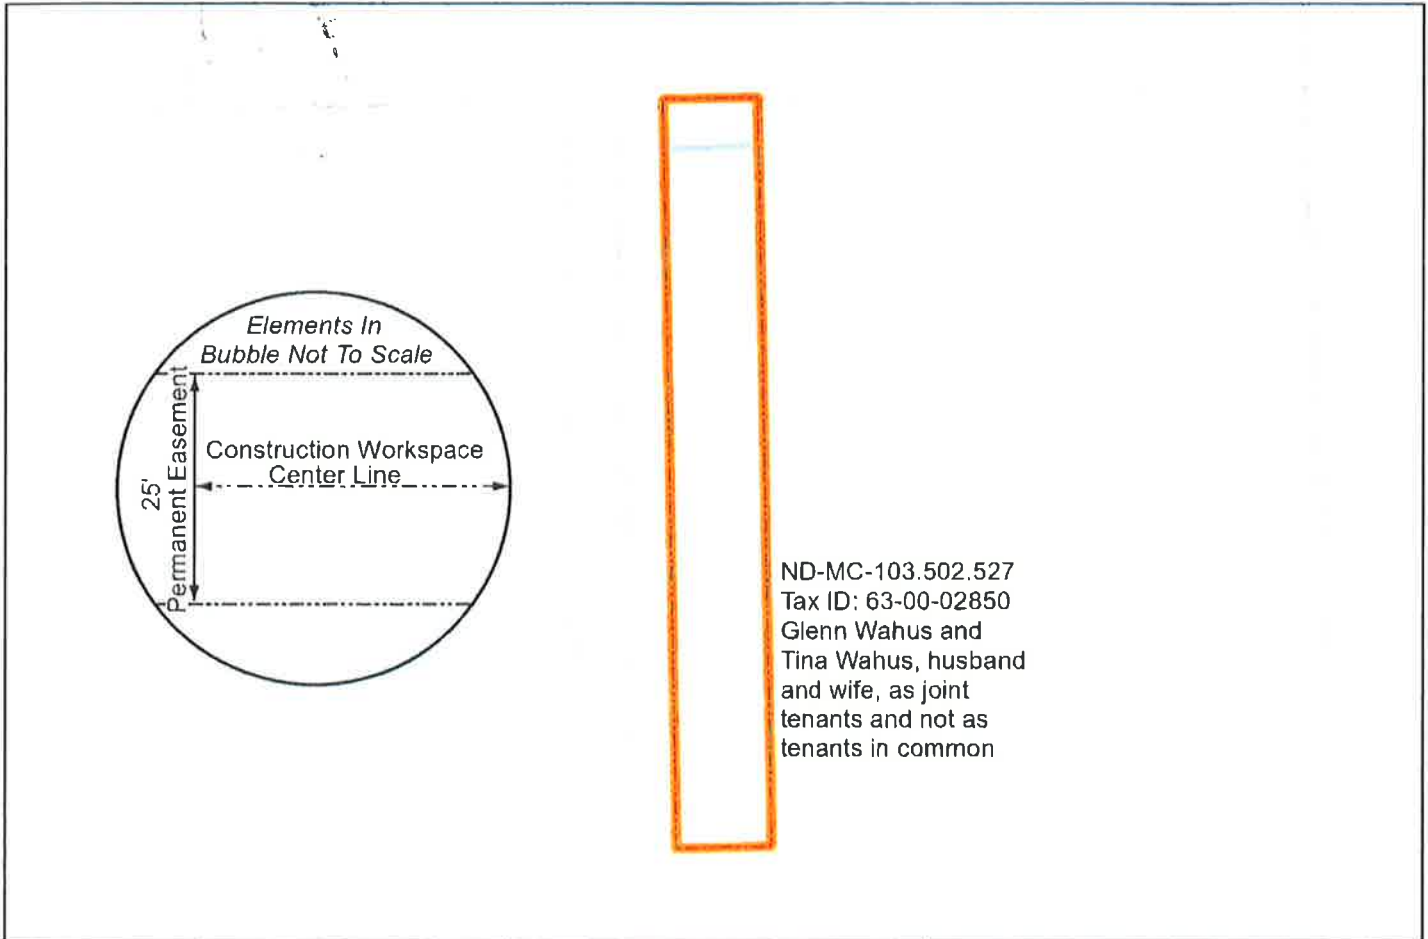 Elements In
Bubble Not To Scale
25'
Permanent Easement
Construction Workspace
Center Line
ND-MC-103.502.527
Tax ID: 63-00-02850
Glenn Wahus and
Tina Wahus, husband
and wife, as joint
tenants and not as
tenants in common